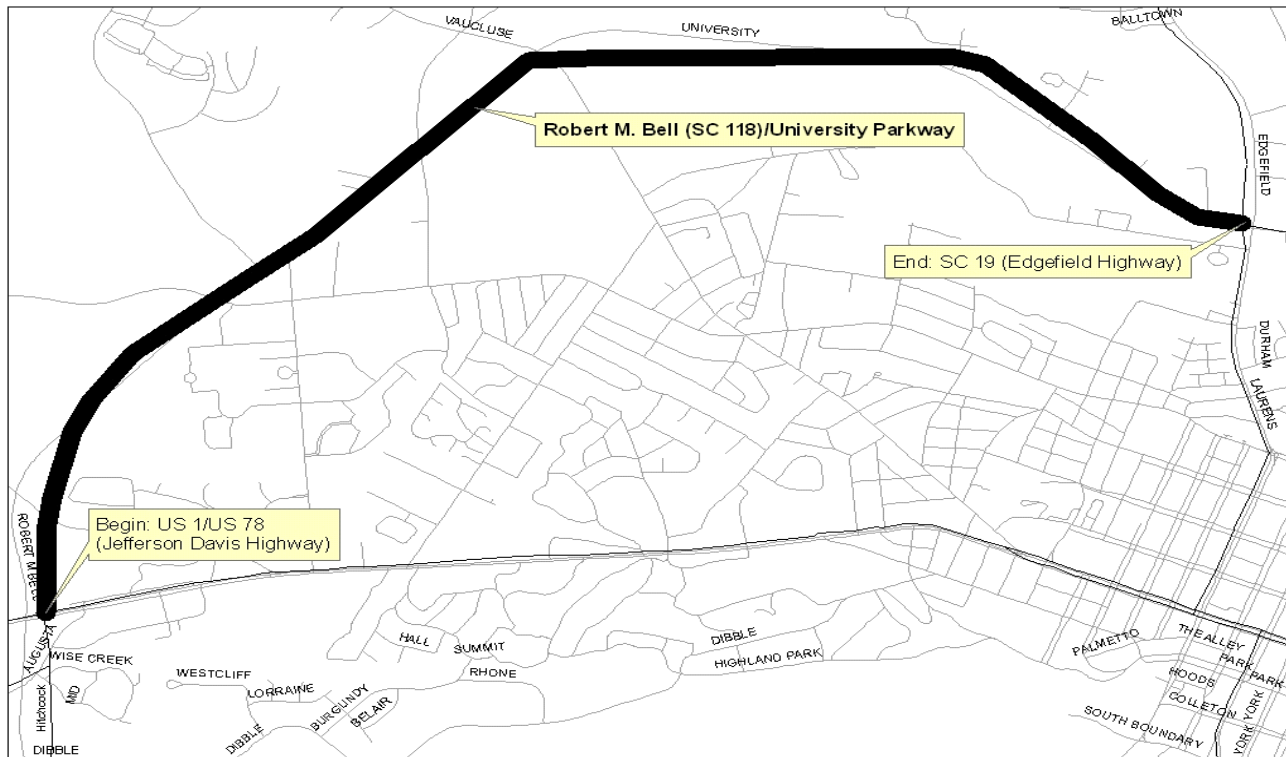 BALLTOWN
VAUCLUSE
UNIVERSITY
Robert M. Bell (SC 118)/University Parkway
EDGEFIELD
End: SC 19 (Edgefield Highway)
DURHAM
LAURENS
Begin: US 1/US 78
(Jefferson Davis Highway)
ROBERT M BELL
AUGUSTA
WISE CREEK
HALL
SUMMIT
DIBBLE
HIGHLAND PARK
PALMETTO
THE ALLEY
PARK
PARK
WESTCLIFF
RHONE
HOODS
MID
LORRAINE
BURGUNDY
BELAIR
COLLETON
Hitchcock
DIBBLE
SOUTH BOUNDARY
YORK
YORK
DIBBLE